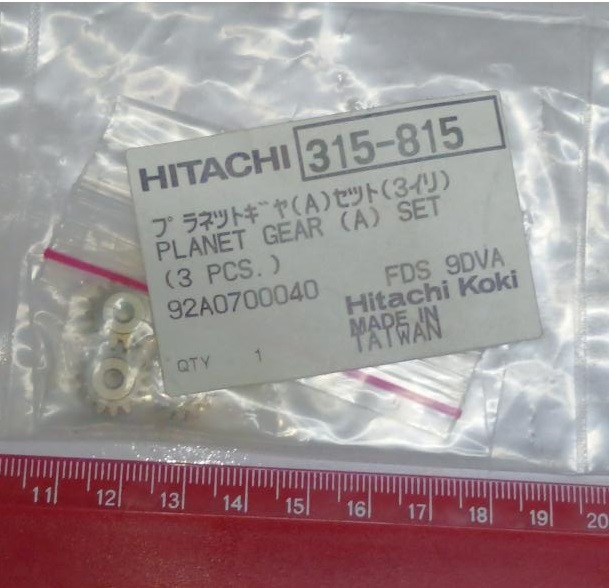 HITACHI 315-815
プラネットギヤ(A)セット(3イリ)
PLANET GEAR (A) SET
(3 PCS.)
92A0700040
FDS 9DVA
Hitachi Koki
MADE IN
TAIWAN
QTY 1
11 12 13 14 15 16 17 18 19 20